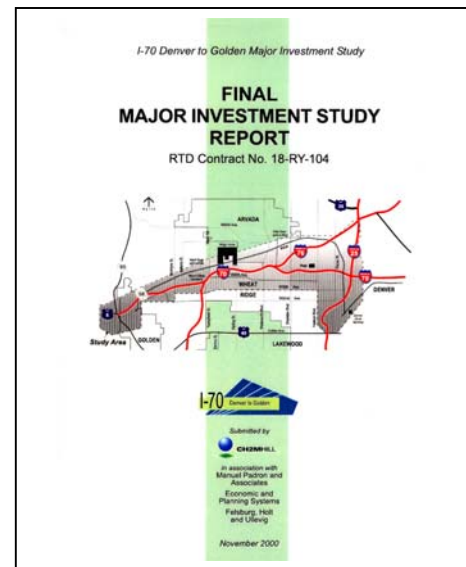 I-70 Denver to Golden Major Investment Study
FINAL
MAJOR INVESTMENT STUDY
REPORT
RTD Contract No. 18-RY-104
ARVADA
WHEAT
RIDGE
DENVER
GOLDEN
LAKEWOOD
Study Area
I-70
Denver to Golden
Submitted by
CH2MHILL
in association with
Manuel Padron and
Associates
Economic and
Planning Systems
Felsburg, Holt
and Ullevig
November 2000